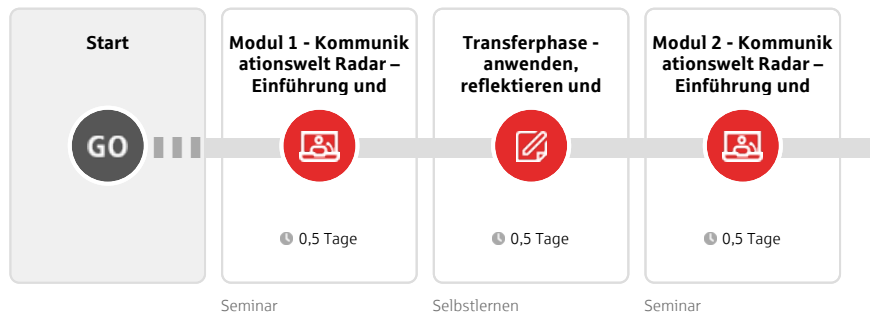 Start
GO
Modul 1 - Kommunik
ationswelt Radar –
Einführung und
0,5 Tage
Seminar
Transferphase -
anwenden,
reflektieren und
0,5 Tage
Selbstlernen
Modul 2 - Kommunik
ationswelt Radar –
Einführung und
0,5 Tage
Seminar